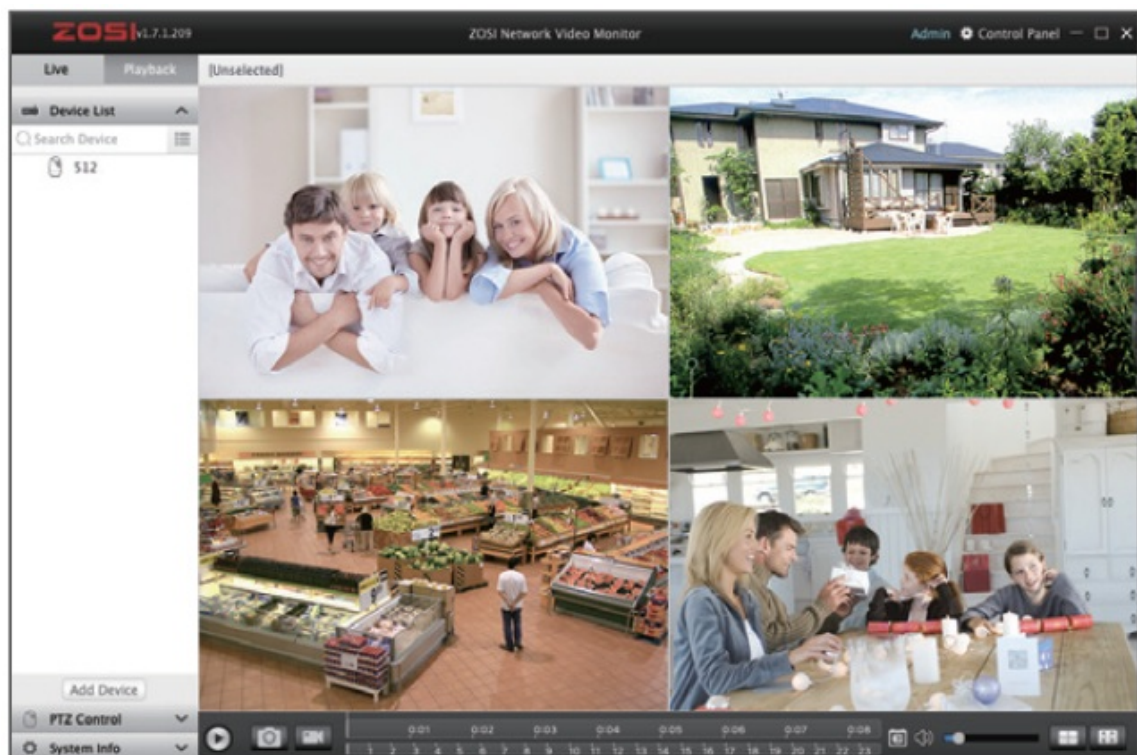 ZOSI v1.7.1.209
ZOSI Network Video Monitor
Admin Control Panel
Live Playback
[Unselected]
Device List
Search Device
512
Add Device
PTZ Control
System Info
0:01 0:02 0:03 0:04 0:05 0:06 0:07 0:08
1 2 3 4 5 6 7 8 9 10 11 12 13 14 15 16 17 18 19 20 21 22 23